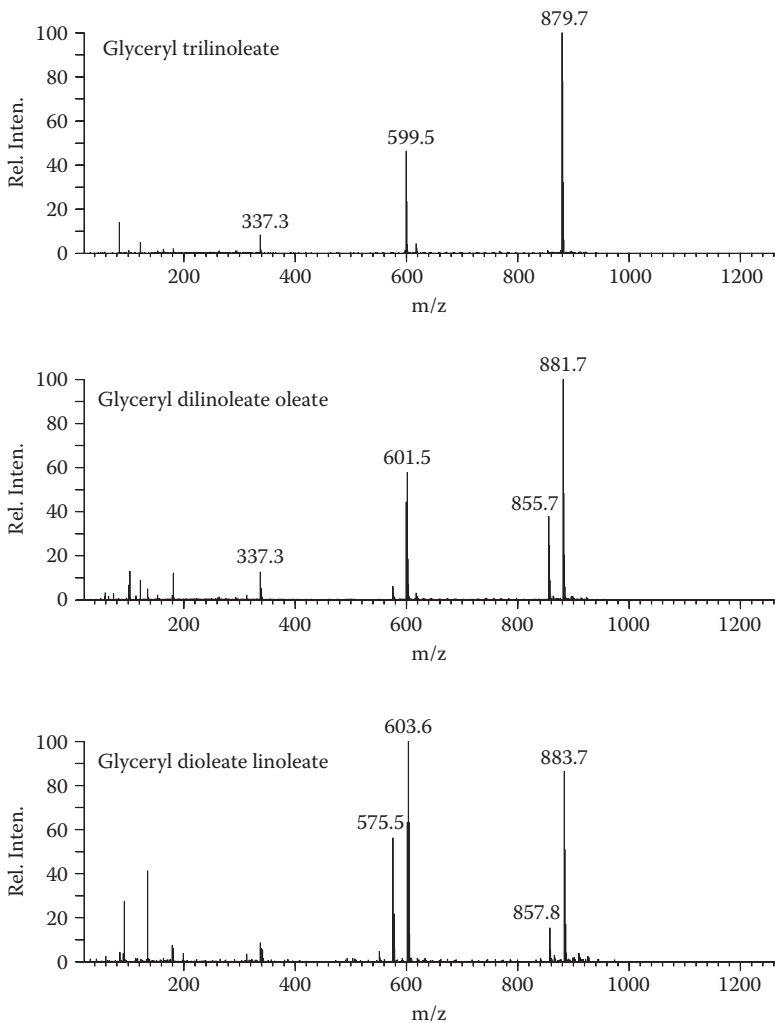 Glyceryl trilinoleate
879.7
599.5
337.3
Rel. Inten.
100
80
60
40
20
0
200 400 600 800 1000 1200
m/z
Glyceryl dilinoleate oleate
881.7
601.5
855.7
337.3
Rel. Inten.
100
80
60
40
20
0
200 400 600 800 1000 1200
m/z
Glyceryl dioleate linoleate
603.6
883.7
575.5
857.8
Rel. Inten.
100
80
60
40
20
0
200 400 600 800 1000 1200
m/z